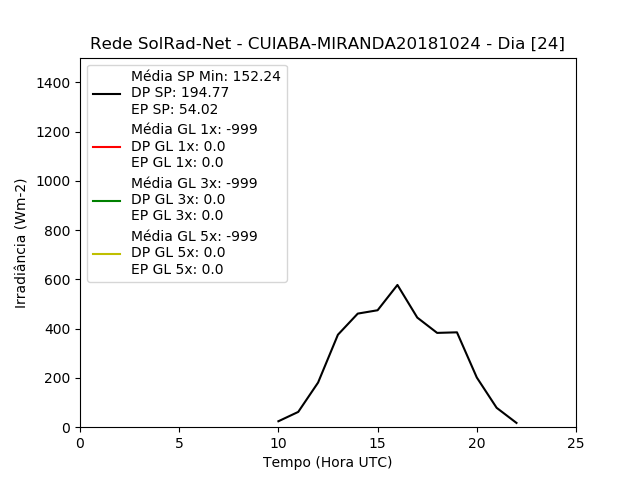 Rede SolRad-Net - CUIABA-MIRANDA20181024 - Dia [24]
Média SP Min: 152.24
DP SP: 194.77
EP SP: 54.02
Média GL 1x: -999
DP GL 1x: 0.0
EP GL 1x: 0.0
Média GL 3x: -999
DP GL 3x: 0.0
EP GL 3x: 0.0
Média GL 5x: -999
DP GL 5x: 0.0
EP GL 5x: 0.0
Irradiância (Wm-2)
1400
1200
1000
800
600
400
200
0
0 5 10 15 20 25
Tempo (Hora UTC)